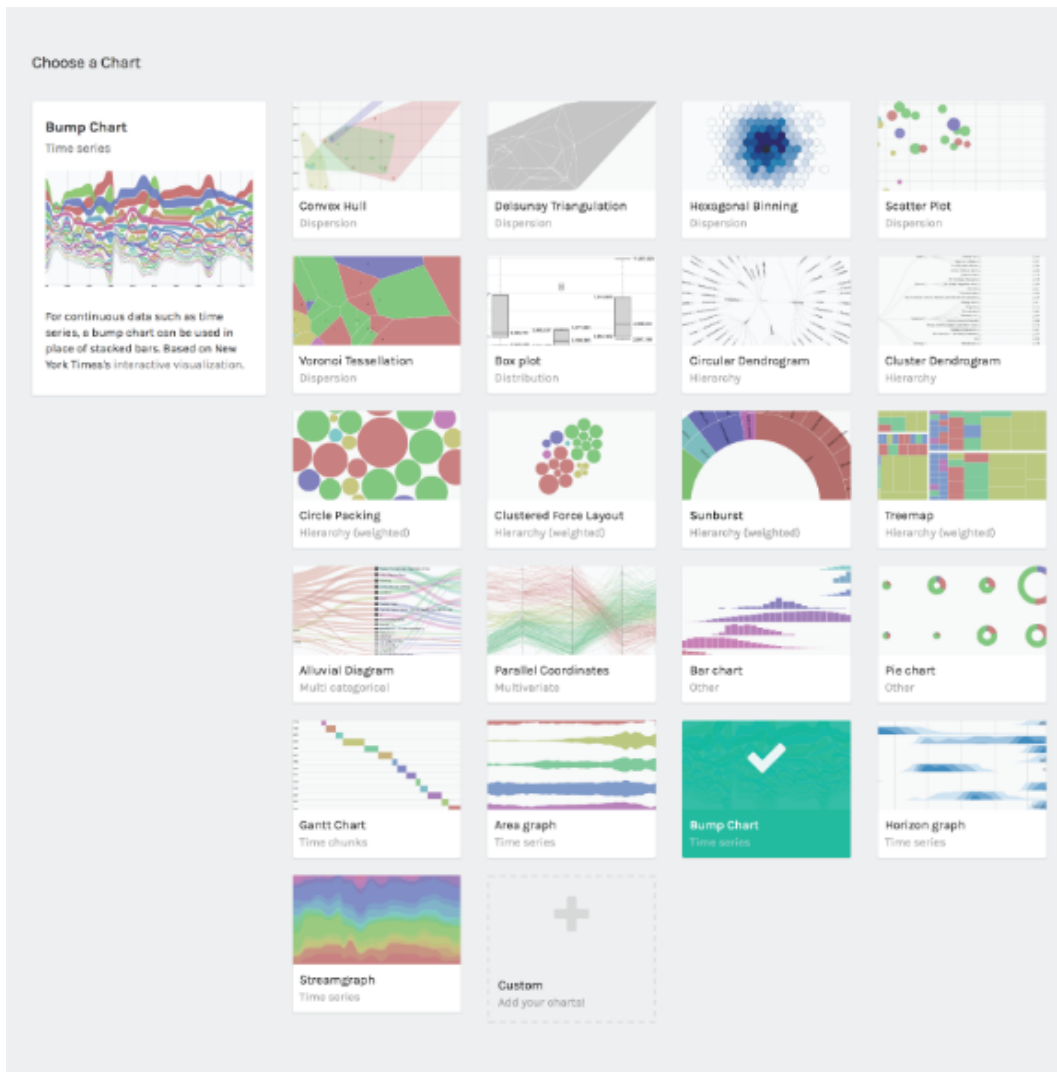 Choose a Chart
Bump Chart
Time series
For continuous data such as time
series, a bump chart can be used in
place of stacked bars. Based on New
York Times's interactive visualization.
Convex Hull
Dispersion
Delaunay Triangulation
Dispersion
Hexagonal Binning
Dispersion
Scatter Plot
Dispersion
Voronoi Tessellation
Dispersion
Box plot
Distribution
Circular Dendrogram
Hierarchy
Cluster Dendrogram
Hierarchy
Circle Packing
Hierarchy (weighted)
Clustered Force Layout
Hierarchy (weighted)
Sunburst
Hierarchy (weighted)
Treemap
Hierarchy (weighted)
Alluvial Diagram
Multi categorical
Parallel Coordinates
Multivariate
Bar chart
Other
Pie chart
Other
Gantt Chart
Time chunks
Area graph
Time series
Bump Chart
Time series
Horizon graph
Time series
Streamgraph
Time series
Custom
Add your charts!